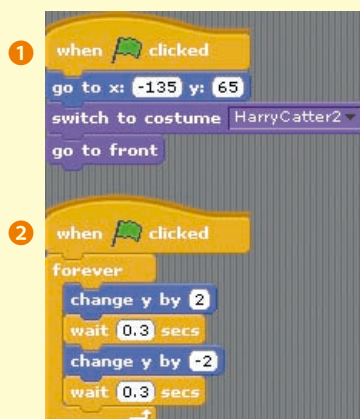 1
when clicked
go to x: -135 y: 65
switch to costume HarryCatter2
go to front
2
when clicked
forever
change y by 2
wait 0.3 secs
change y by -2
wait 0.3 secs